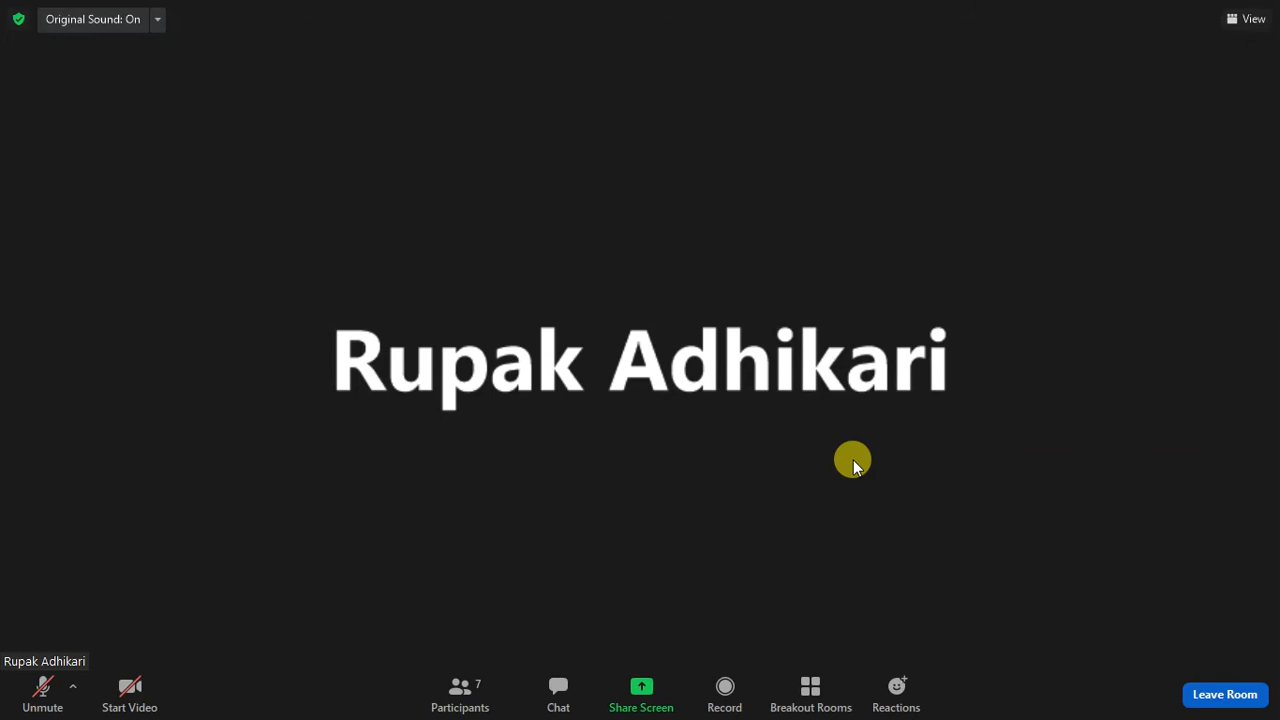 Original Sound: On
View
Rupak Adhikari
Rupak Adhikari
Unmute
Start Video
Participants
7
Chat
Share Screen
Record
Breakout Rooms
Reactions
Leave Room